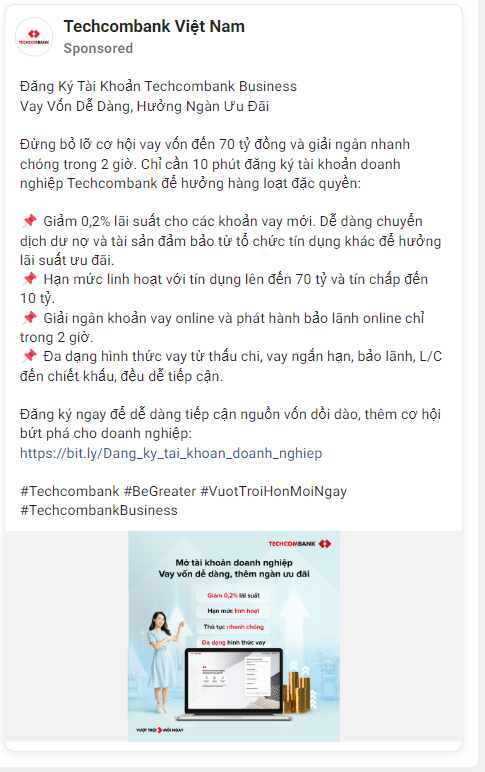 TECHCOMBANK
Techcombank Việt Nam
Sponsored
Đăng Ký Tài Khoản Techcombank Business
Vay Vốn Dễ Dàng, Hưởng Ngàn Ưu Đãi
Đừng bỏ lỡ cơ hội vay vốn đến 70 tỷ đồng và giải ngân nhanh
chóng trong 2 giờ. Chỉ cần 10 phút đăng ký tài khoản doanh
nghiệp Techcombank để hưởng hàng loạt đặc quyền:
📌 Giảm 0,2% lãi suất cho các khoản vay mới. Dễ dàng chuyển
dịch dư nợ và tài sản đảm bảo từ tổ chức tín dụng khác để hưởng
lãi suất ưu đãi.
📌 Hạn mức linh hoạt với tín dụng lên đến 70 tỷ và tín chấp đến
10 tỷ.
📌 Giải ngân khoản vay online và phát hành bảo lãnh online chỉ
trong 2 giờ.
📌 Đa dạng hình thức vay từ thấu chi, vay ngắn hạn, bảo lãnh, L/C
đến chiết khấu, đều dễ tiếp cận.
Đăng ký ngay để dễ dàng tiếp cận nguồn vốn dồi dào, thêm cơ hội
bứt phá cho doanh nghiệp:
https://bit.ly/Dang_ky_tai_khoan_doanh_nghiep
#Techcombank #BeGreater #VuotTroiHonMoiNgay
#TechcombankBusiness
TECHCOMBANK
Mở tài khoản doanh nghiệp
Vay vốn dễ dàng, thêm ngàn ưu đãi
Giảm 0,2% lãi suất
Hạn mức linh hoạt
Thủ tục nhanh chóng
Đa dạng hình thức vay
VƯỢT TRỘI MỖI NGÀY